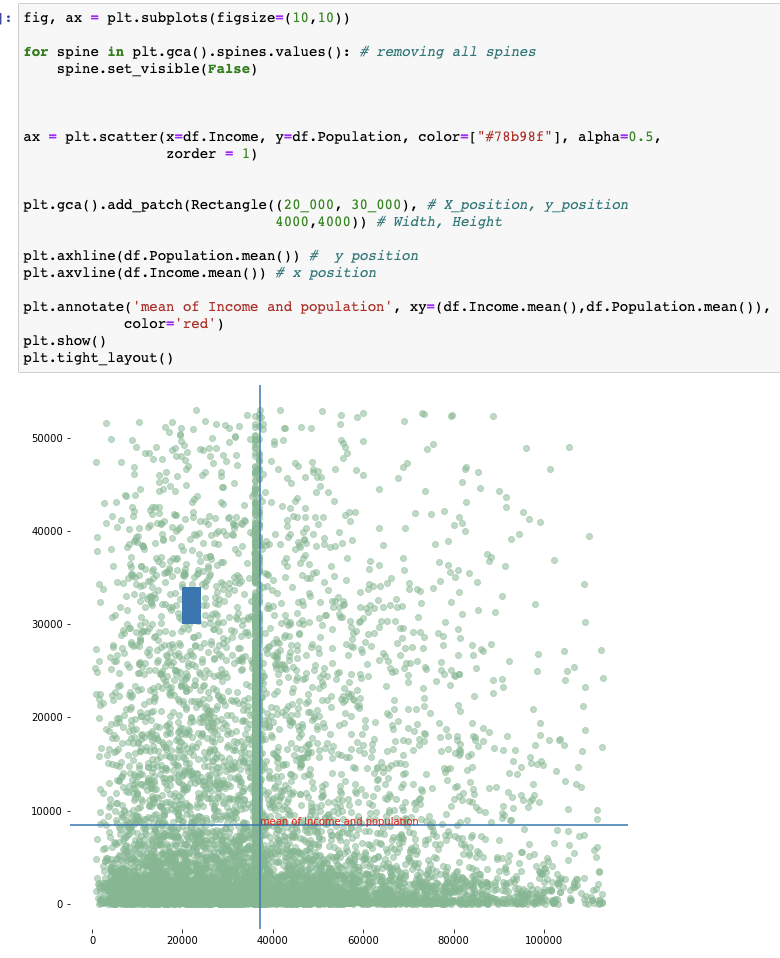 ]: fig, ax = plt.subplots(figsize=(10,10))
for spine in plt.gca().spines.values(): # removing all spines
    spine.set_visible(False)
ax = plt.scatter(x=df.Income, y=df.Population, color=["#78b98f"], alpha=0.5,
                 zorder = 1)
plt.gca().add_patch(Rectangle((20_000, 30_000), # X_position, y_position
                              4000,4000)) # Width, Height
plt.axhline(df.Population.mean()) #  y position
plt.axvline(df.Income.mean()) # x position
plt.annotate('mean of Income and population', xy=(df.Income.mean(),df.Population.mean()),
            color='red')
plt.show()
plt.tight_layout()
50000
40000
30000
20000
10000
mean of Income and population
0
0 20000 40000 60000 80000 100000